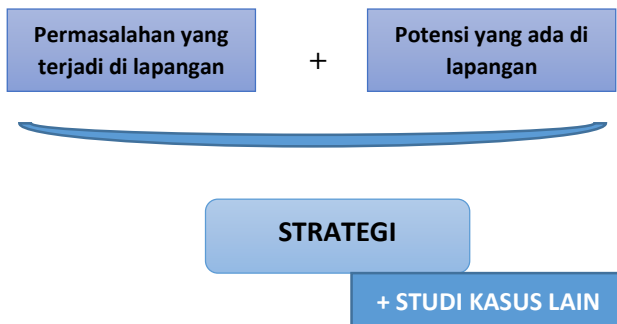 Permasalahan yang
terjadi di lapangan
+
Potensi yang ada di
lapangan
STRATEGI
+ STUDI KASUS LAIN